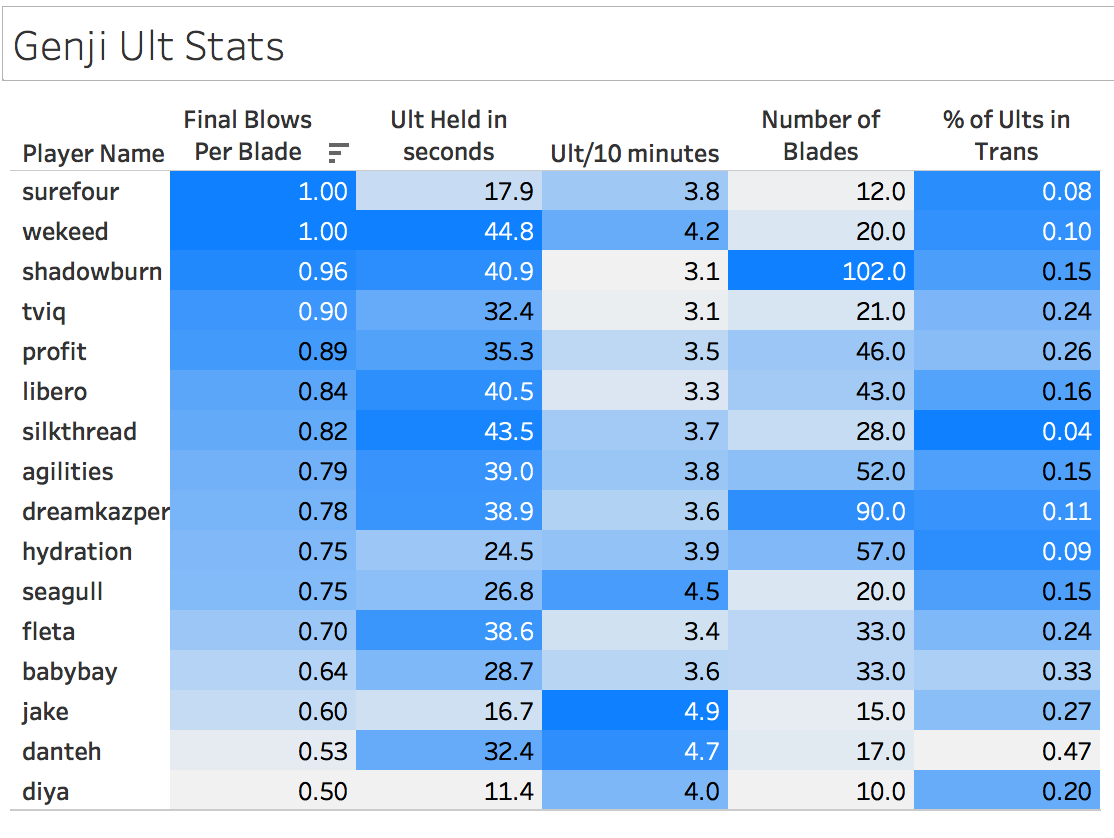 Genji Ult Stats
Final Blows Ult Held in Number of % of Ults in
Player Name Per Blade seconds Ult/10 minutes Blades Trans
surefour 1.00 17.9 3.8 12.0 0.08
wekeed 1.00 44.8 4.2 20.0 0.10
shadowburn 0.96 40.9 3.1 102.0 0.15
tviq 0.90 32.4 3.1 21.0 0.24
profit 0.89 35.3 3.5 46.0 0.26
libero 0.84 40.5 3.3 43.0 0.16
silkthread 0.82 43.5 3.7 28.0 0.04
agilities 0.79 39.0 3.8 52.0 0.15
dreamkazper 0.78 38.9 3.6 90.0 0.11
hydration 0.75 24.5 3.9 57.0 0.09
seagull 0.75 26.8 4.5 20.0 0.15
fleta 0.70 38.6 3.4 33.0 0.24
babybay 0.64 28.7 3.6 33.0 0.33
jake 0.60 16.7 4.9 15.0 0.27
danteh 0.53 32.4 4.7 17.0 0.47
diya 0.50 11.4 4.0 10.0 0.20